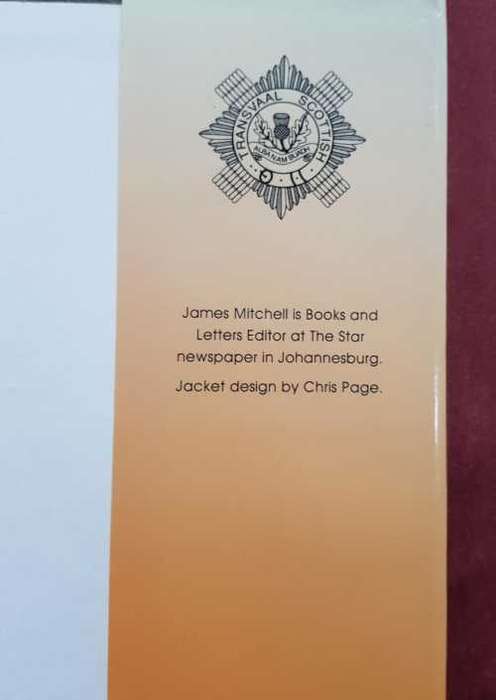 TRANSVAAL SCOTTISH
ALBA NAM BUADH
James Mitchell is Books and
Letters Editor at The Star
newspaper in Johannesburg.
Jacket design by Chris Page.